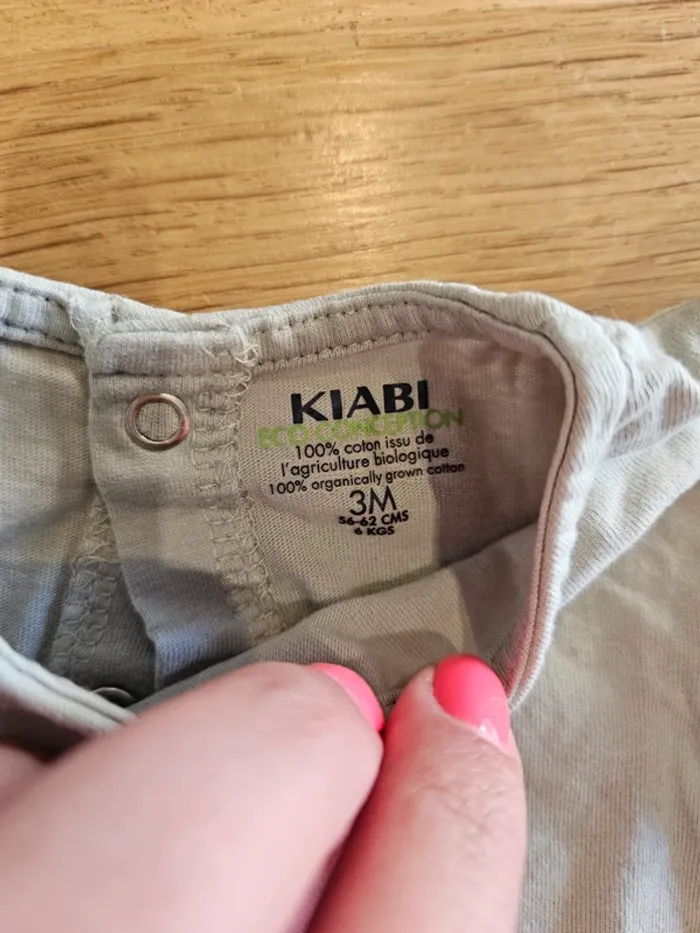 KIABI
ECO-CONCEPTION
100% coton issu de
l'agriculture biologique
100% organically grown cotton
3M
56-62 CMS
6 KGS